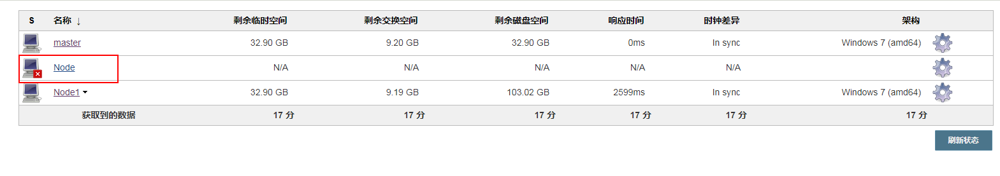 S 名称 ↓ 剩余临时空间 剩余交换空间 剩余磁盘空间 响应时间 时钟差异 架构
master 32.90 GB 9.20 GB 32.90 GB 0ms In sync Windows 7 (amd64)
Node N/A N/A N/A N/A N/A
Node1 32.90 GB 9.19 GB 103.02 GB 2599ms In sync Windows 7 (amd64)
获取到的数据 17 分 17 分 17 分 17 分 17 分 17 分
刷新状态